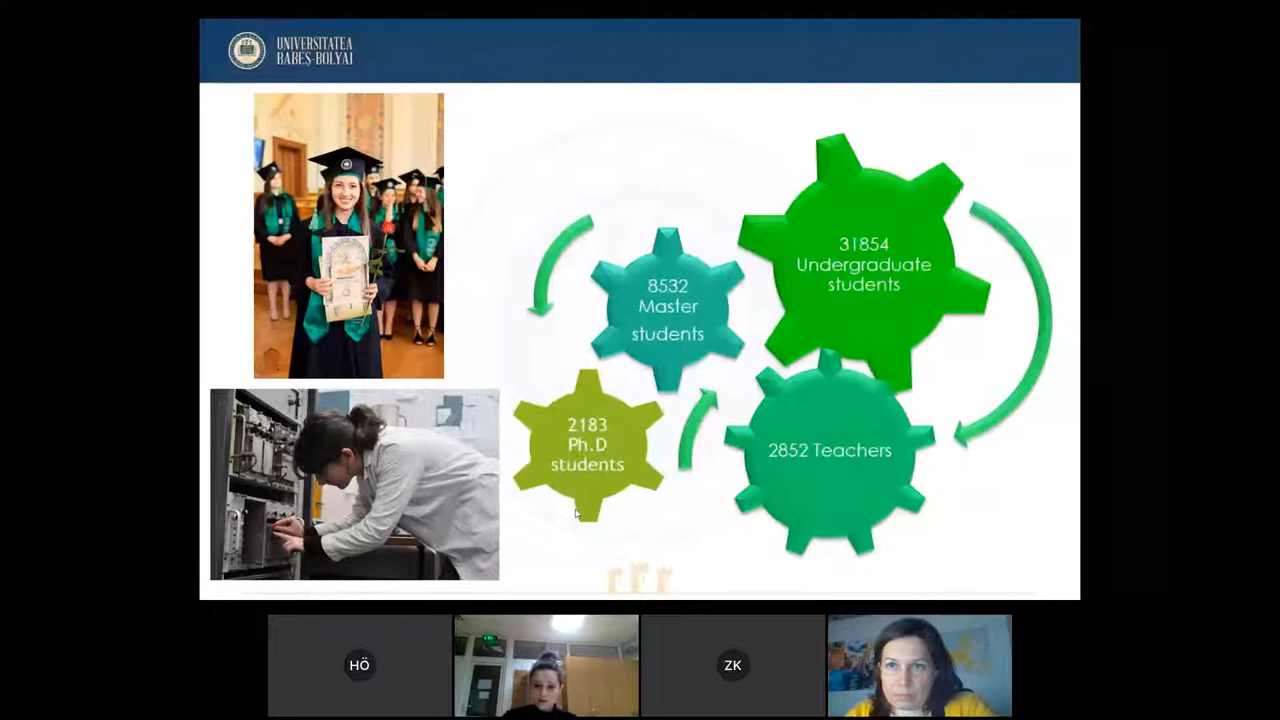 UNIVERSITATEA
BABEȘ-BOLYAI
31854
Undergraduate
students
8532
Master
students
2183
Ph.D
students
2852 Teachers
HÖ
ZK